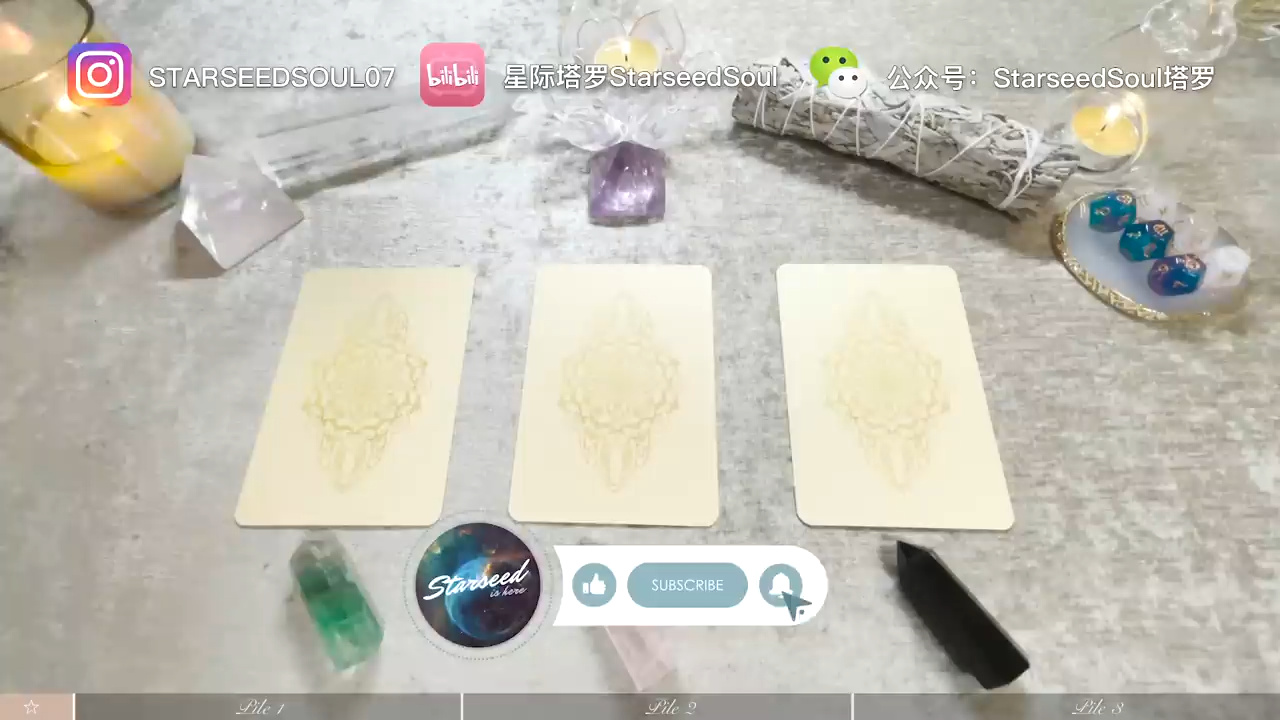 STARSEEDSOUL07
bilibili
星际塔罗StarseedSoul
公众号：StarseedSoul塔罗
Starseed
is here
SUBSCRIBE
Pile 1
Pile 2
Pile 3